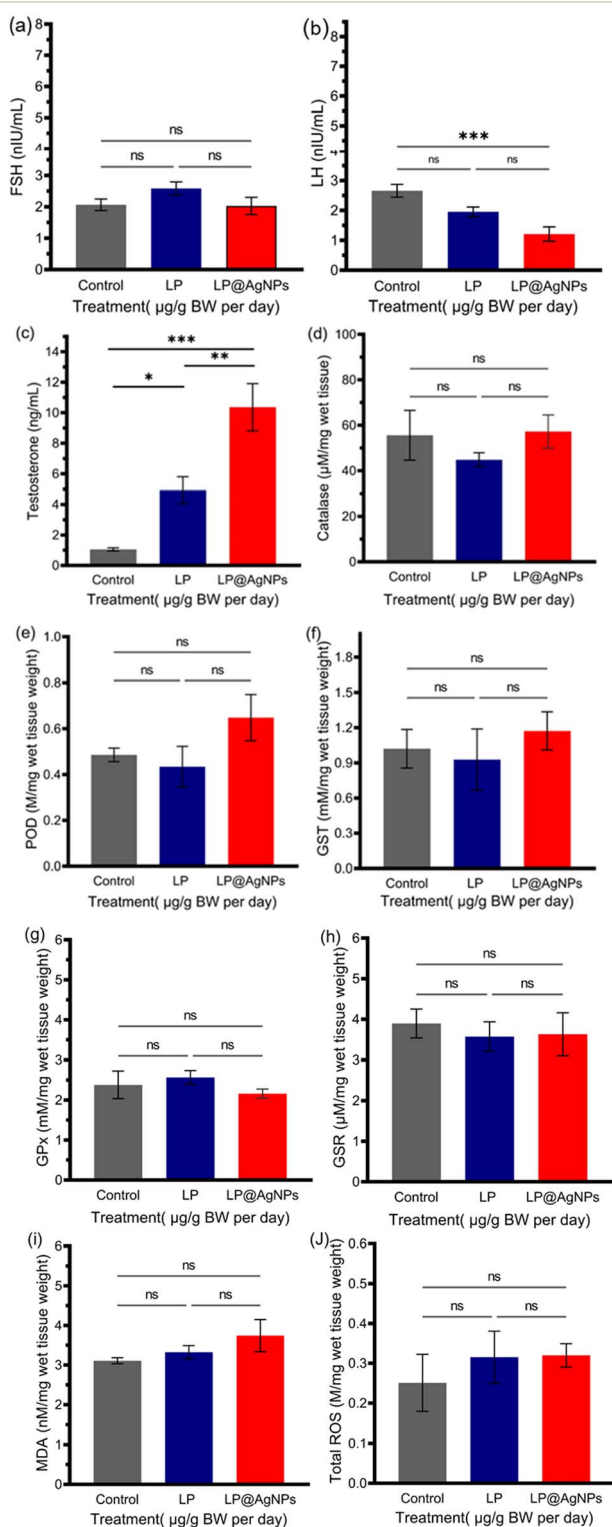 (a)
FSH (nIU/mL)
8
7
6
5
3
2
1
0
ns
ns
ns
Control
LP
LP@AgNPs
Treatment( µg/g BW per day)
(b)
LH (nIU/mL)
8
7
6
5
4
3
2
1
0
***
ns
ns
Control
LP
LP@AgNPs
Treatment( µg/g BW per day)
(c)
Testosterone (ng/mL)
14
12
10
8
6
4
2
0
***
**
*
Control
LP
LP@AgNPs
Treatment( µg/g BW per day)
(d)
Catalase (µM/mg wet tissue)
100
80
60
40
20
0
ns
ns
ns
Control
LP
LP@AgNPs
Treatment( µg/g BW per day)
(e)
POD (M/mg wet tissue weight)
1.0
0.8
0.6
0.4
0.2
0.0
ns
ns
ns
Control
LP
LP@AgNPs
Treatment( µg/g BW per day)
(f)
GST (mM/mg wet tissue weight)
1.8
1.5
1.2
0.9
0.3
0.0
ns
ns
ns
Control
LP
LP@AgNPs
Treatment( µg/g BW per day)
(g)
GPx (mM/mg wet tissue weight)
6
5
3
2
2
1
0
ns
ns
ns
Control
LP
LP@AgNPs
Treatment( µg/g BW per day)
(h)
GSR (µM/mg wet tissue weight)
6
5
4
3
2
1
0
ns
ns
ns
Control
LP
LP@AgNPs
Treatment( µg/g BW per day)
(i)
MDA (nM/mg wet tissue weight)
6
5
4
3
2
1
0
ns
ns
ns
Control
LP
LP@AgNPs
Treatment( µg/g BW per day)
(J)
Total ROS (M/mg wet tissue weight)
0.6
0.5
0.4
0.3
0.2
0.0
ns
ns
ns
Control
LP
LP@AgNPs
Treatment( µg/g BW per day)